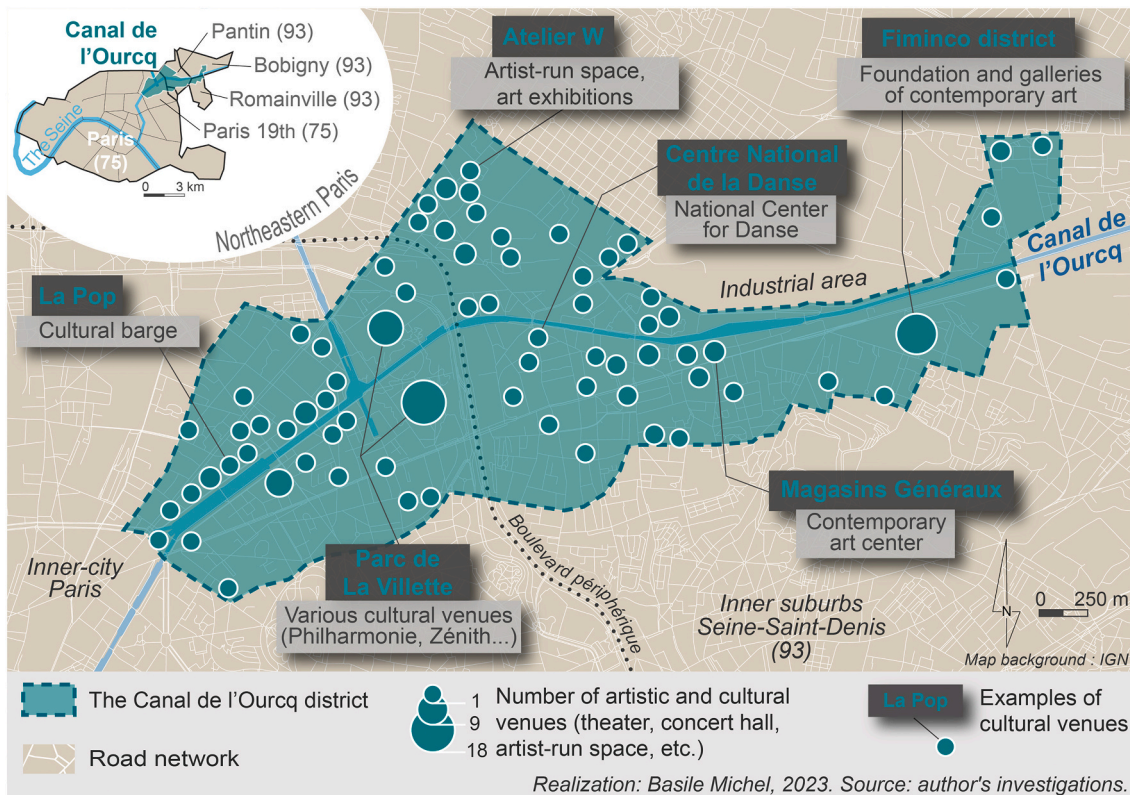 Canal de
l'Ourcq
Pantin (93)
Bobigny (93)
Romainville (93)
Paris 19th (75)
The Seine
Paris
(75)
0 3 km
Northeastern Paris
Atelier W
Artist-run space,
art exhibitions
Fiminco district
Foundation and galleries
of contemporary art
Centre National
de la Danse
National Center
for Danse
Canal de
l'Ourcq
Industrial area
La Pop
Cultural barge
Magasins Généraux
Contemporary
art center
Inner-city
Paris
Parc de
La Villette
Various cultural venues
(Philharmonie, Zénith...)
Boulevard périphérique
Inner suburbs
Seine-Saint-Denis
(93)
N
0 250 m
Map background : IGN
The Canal de l'Ourcq district
Road network
1
9
18
Number of artistic and cultural
venues (theater, concert hall,
artist-run space, etc.)
La Pop
Examples of
cultural venues
Realization: Basile Michel, 2023. Source: author's investigations.